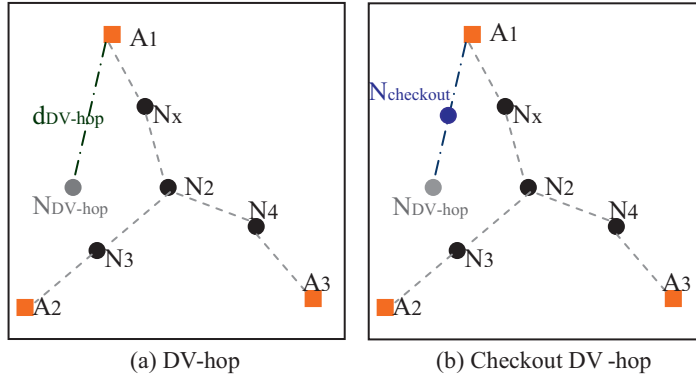 A1
dDV-hop
Nx
N2
NDV-hop
N4
N3
A3
A2
(a) DV-hop
A1
Ncheckout
Nx
N2
NDV-hop
N4
N3
A3
A2
(b) Checkout DV -hop